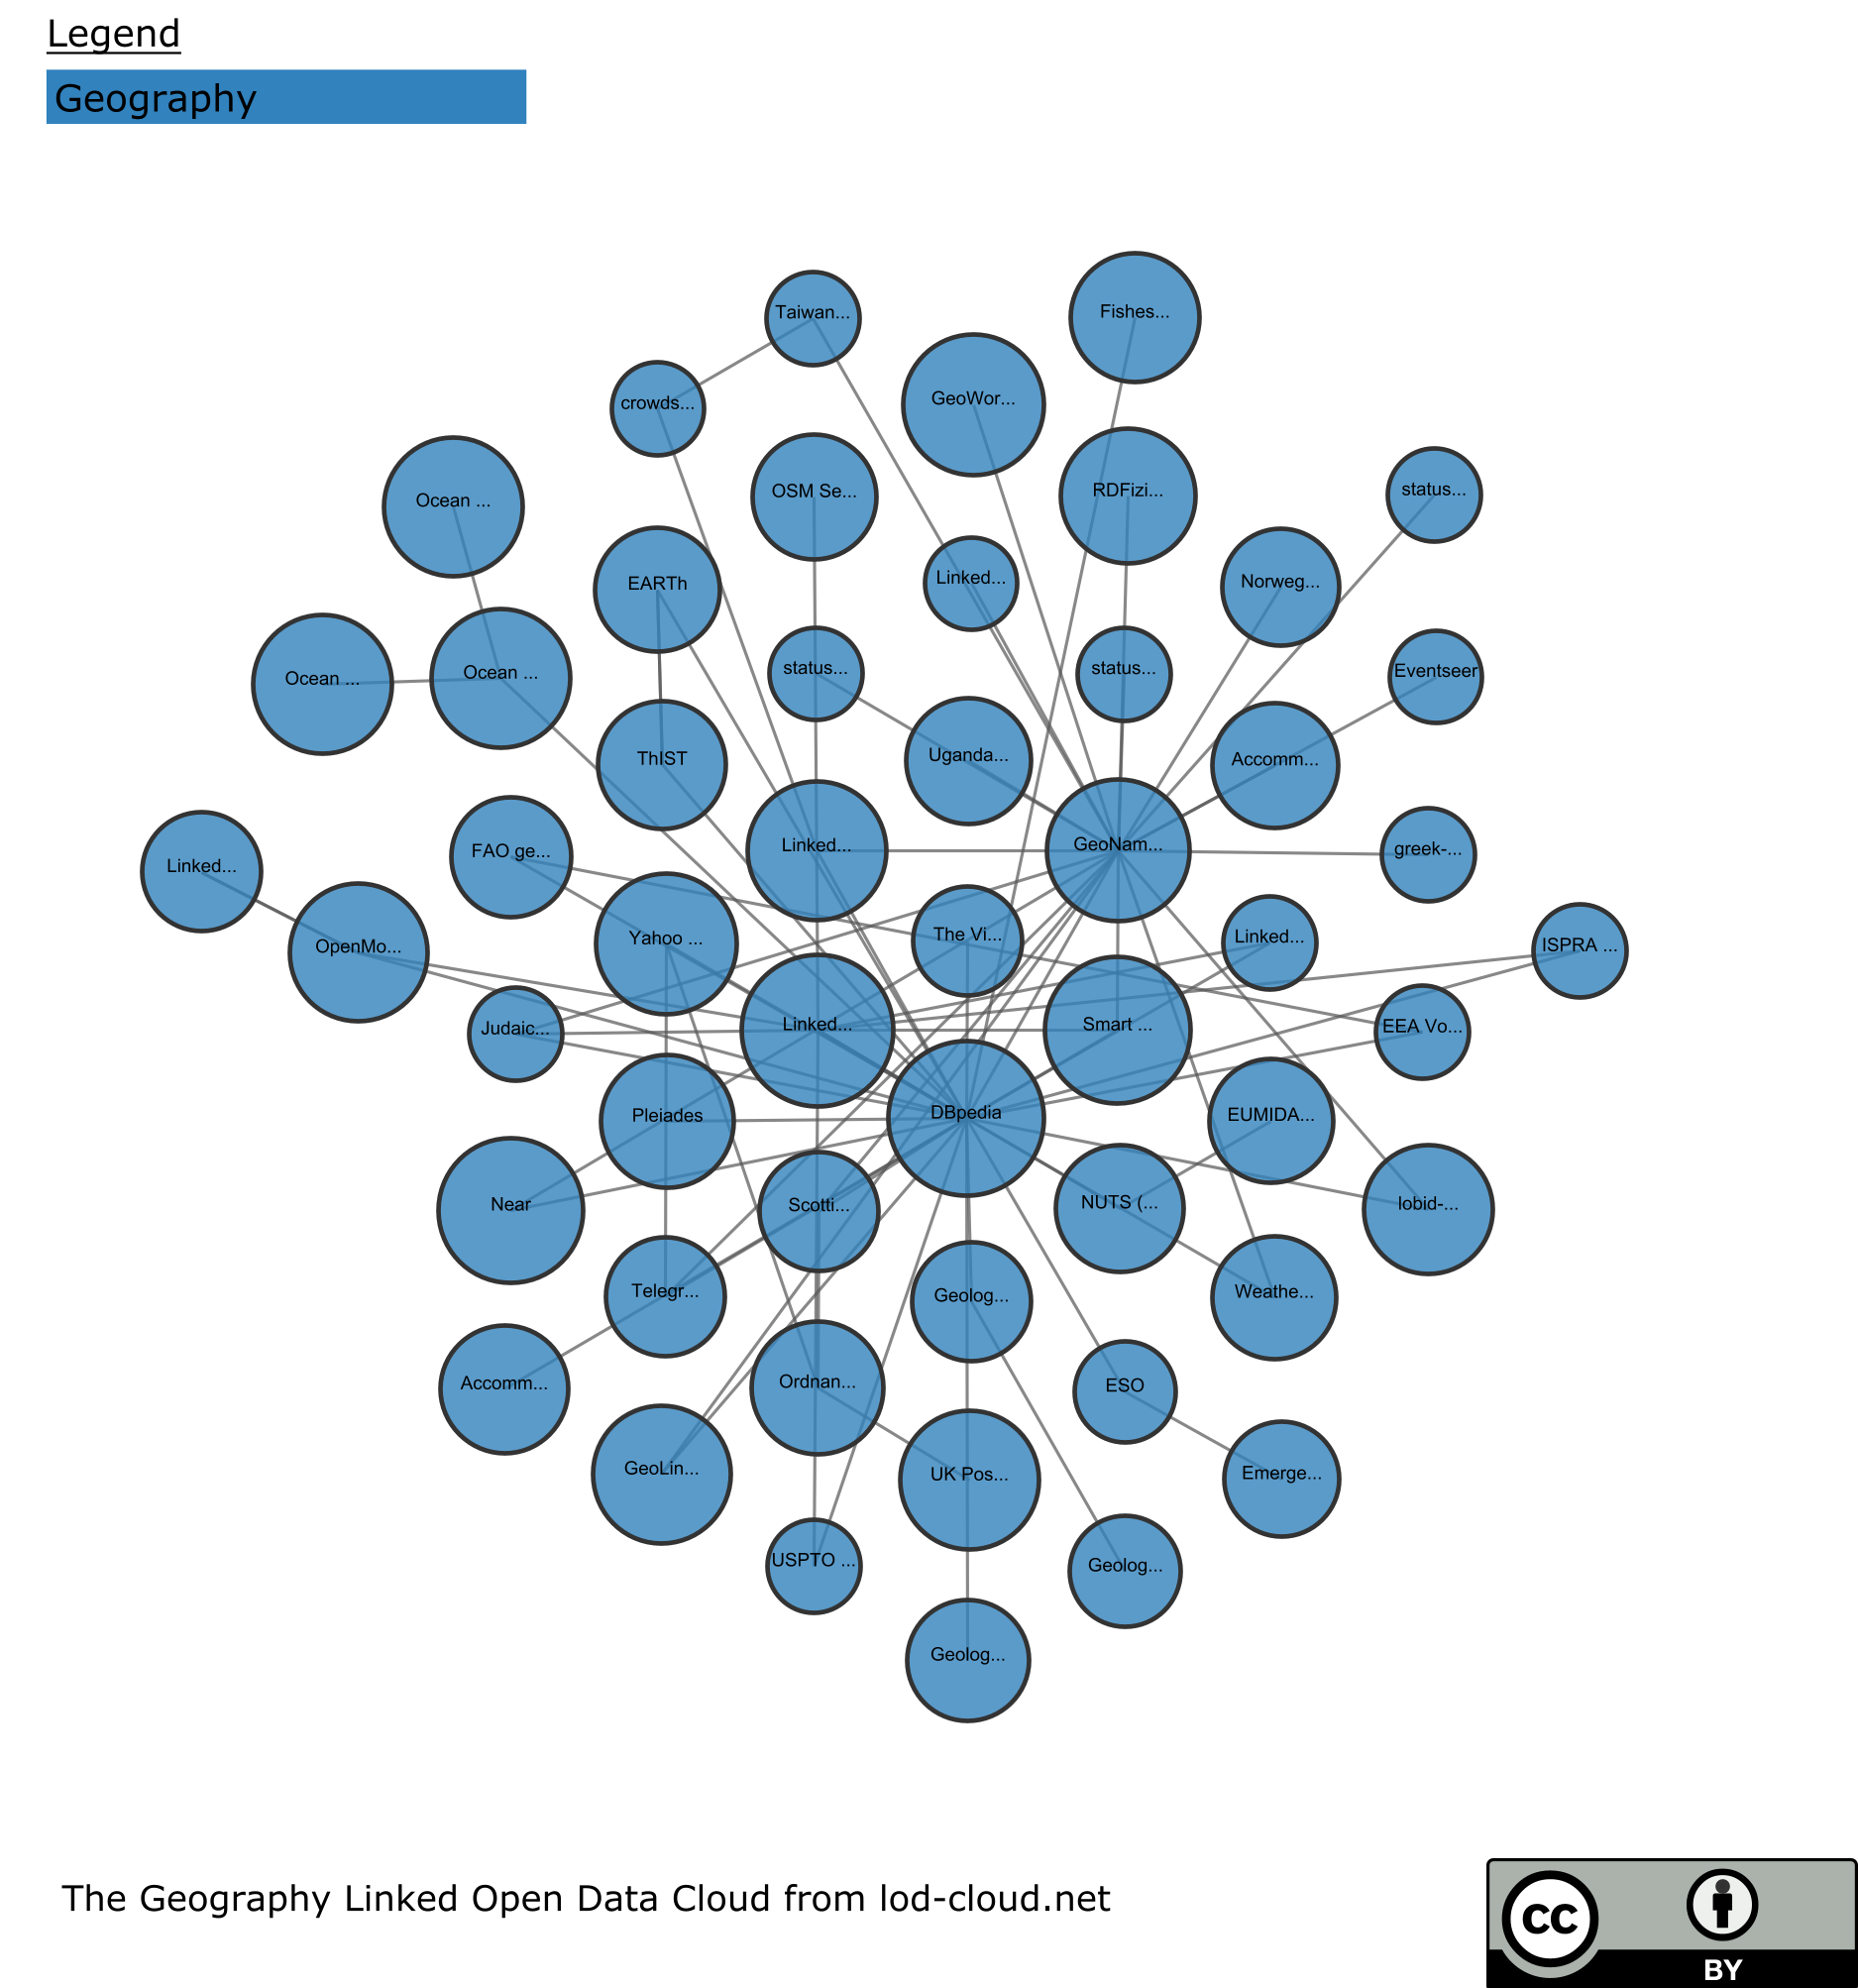 Legend
Geography
Taiwan...
Fishes...
crowds...
GeoWor...
Ocean ...
OSM Se...
RDFizi...
status...
EARTh
Linked...
Norweg...
Ocean ...
Ocean ...
status...
status...
Eventseer
ThIST
Uganda...
Accomm...
Linked...
FAO ge...
Linked...
GeoNam...
greek-...
OpenMo...
Yahoo ...
The Vi...
Linked...
ISPRA ...
Judaic...
Linked...
Smart ...
EEA Vo...
Pleiades
DBpedia
EUMIDA...
Near
Scotti...
NUTS (...
lobid-...
Telegr...
Geolog...
Weathe...
Accomm...
Ordnan...
ESO
GeoLin...
UK Pos...
Emerge...
USPTO ...
Geolog...
Geolog...
The Geography Linked Open Data Cloud from lod-cloud.net
cc
BY